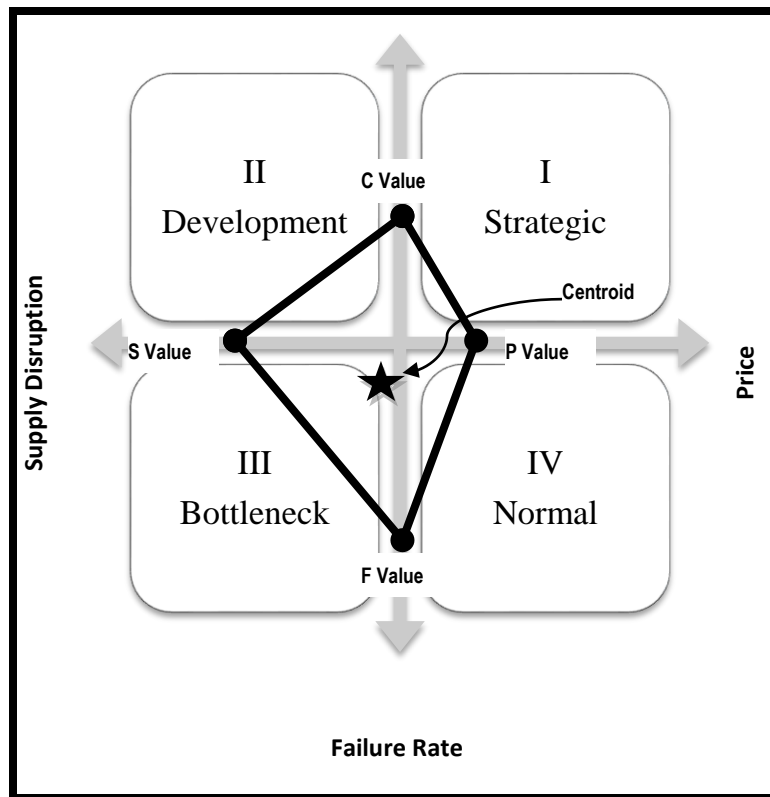 II
Development
C Value
I
Strategic
Centroid
Supply Disruption
S Value
P Value
Price
III
Bottleneck
IV
Normal
F Value
Failure Rate